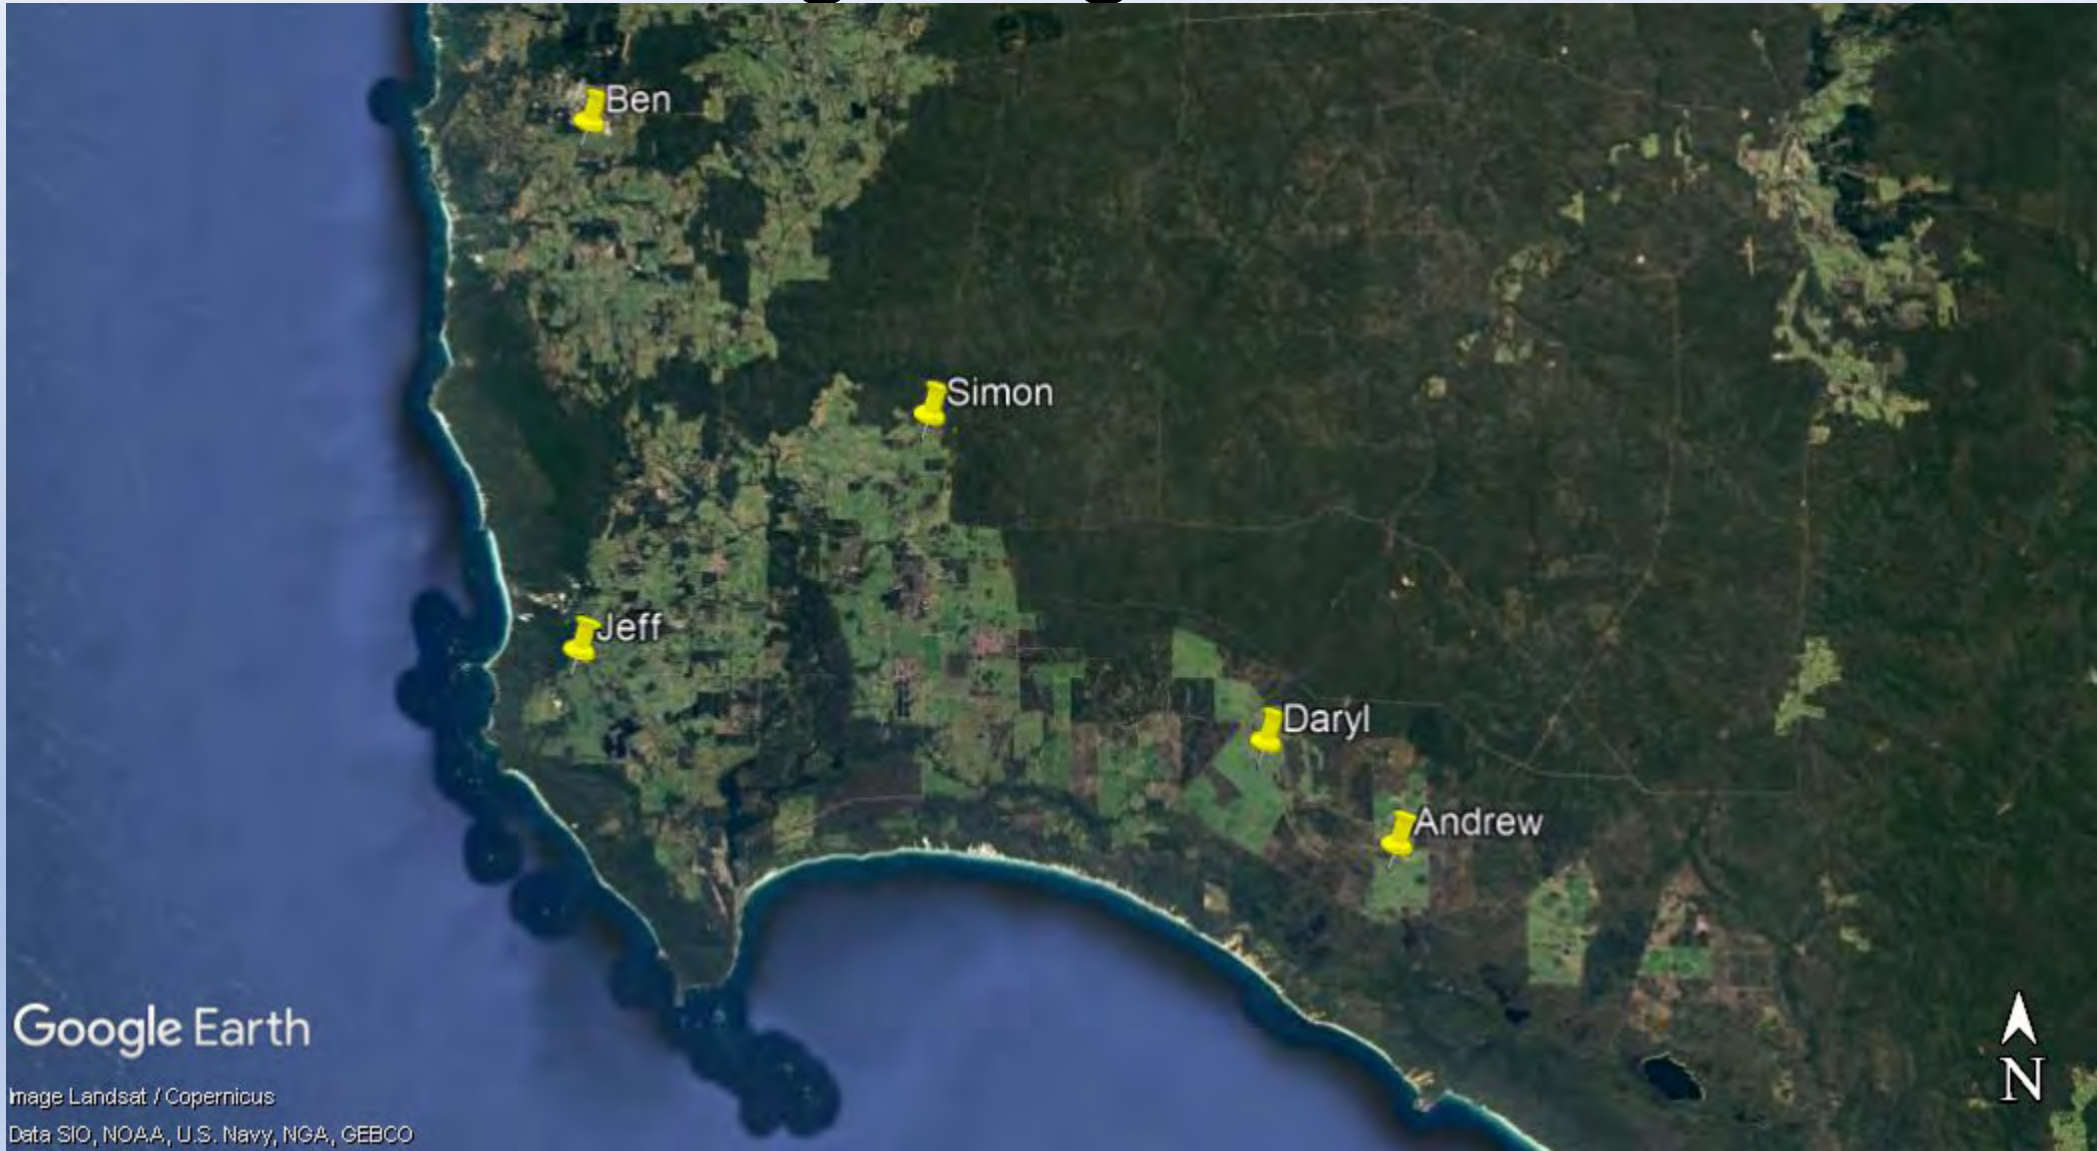 Ben
Simon
Jeff
Daryl
Andrew
Google Earth
N
Image Landsat / Copernicus
Data SIO, NOAA, U.S. Navy, NGA, GEBCO